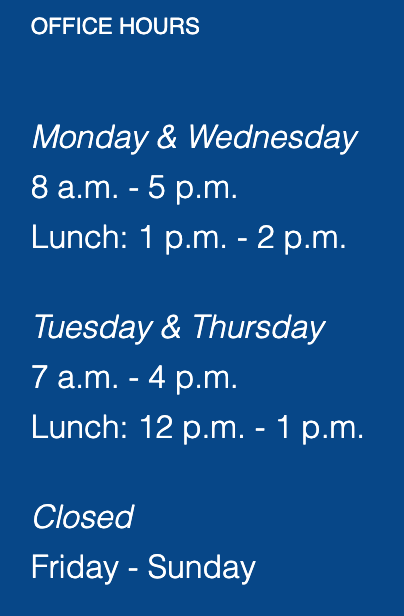 OFFICE HOURS
Monday & Wednesday
8 a.m. - 5 p.m.
Lunch: 1 p.m. - 2 p.m.
Tuesday & Thursday
7 a.m. - 4 p.m.
Lunch: 12 p.m. - 1 p.m.
Closed
Friday - Sunday